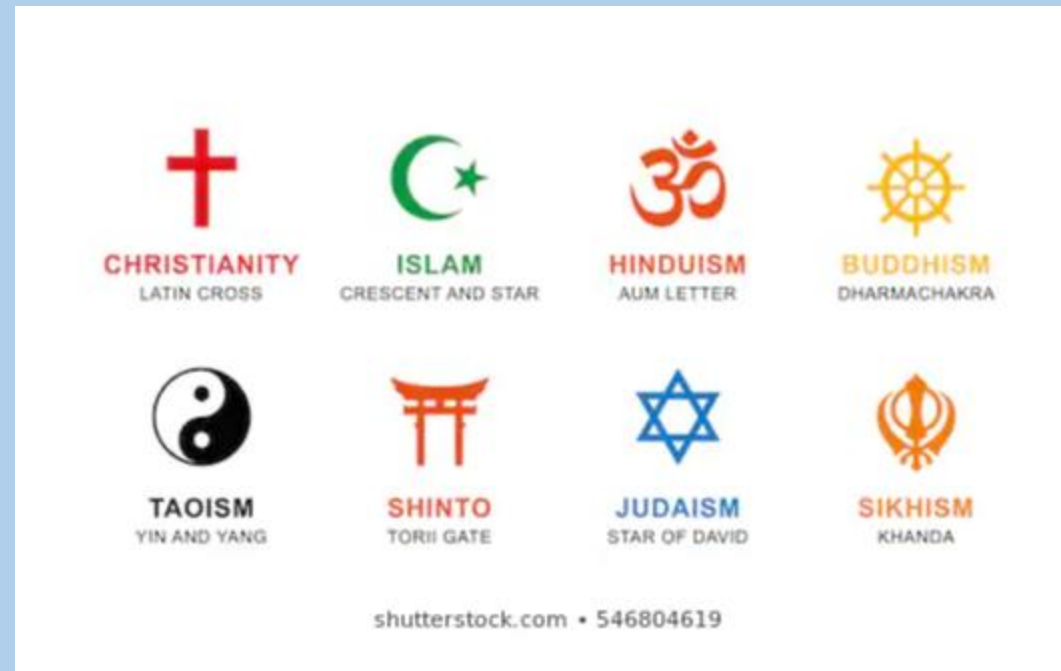 CHRISTIANITY
LATIN CROSS
ISLAM
CRESCENT AND STAR
HINDUISM
AUM LETTER
BUDDHISM
DHARMACHAKRA
TAOISM
YIN AND YANG
SHINTO
TORII GATE
JUDAISM
STAR OF DAVID
SIKHISM
KHANDA
shutterstock.com • 546804619